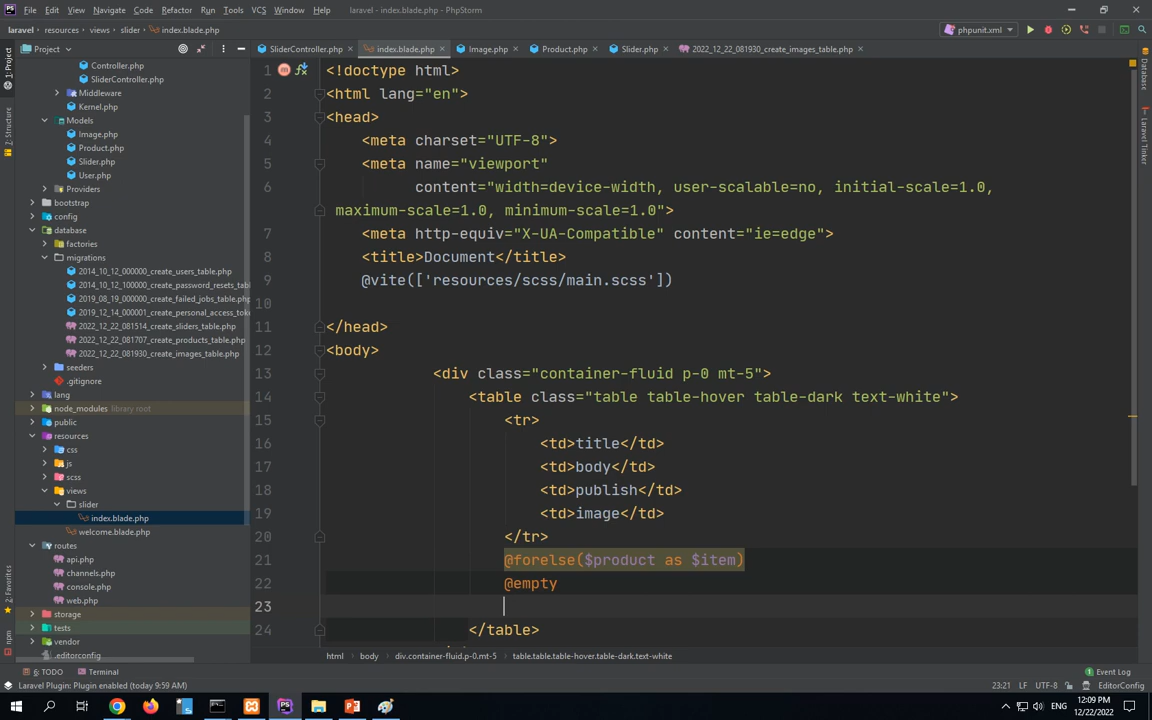 File Edit View Navigate Code Refactor Run Tools VCS Window Help laravel - index.blade.php - PhpStorm
laravel › resources › views › slider › index.blade.php
phpunit.xml
Project
SliderController.php
index.blade.php
Image.php
Product.php
Slider.php
2022_12_22_081930_create_images_table.php
1: Project
7: Structure
2: Favorites
npm
Database
Laravel Tinker
Controller.php
SliderController.php
Middleware
Kernel.php
Models
Image.php
Product.php
Slider.php
User.php
Providers
bootstrap
config
database
factories
migrations
2014_10_12_000000_create_users_table.php
2014_10_12_100000_create_password_resets_tabl
2019_08_19_000000_create_failed_jobs_table.php
2019_12_14_000001_create_personal_access_toke
2022_12_22_081514_create_sliders_table.php
2022_12_22_081707_create_products_table.php
2022_12_22_081930_create_images_table.php
seeders
.gitignore
lang
node_modules library root
public
resources
css
js
scss
views
slider
index.blade.php
welcome.blade.php
routes
api.php
channels.php
console.php
web.php
storage
tests
vendor
.editorconfig
1 <!doctype html>
2 <html lang="en">
3 <head>
4 <meta charset="UTF-8">
5 <meta name="viewport"
6 content="width=device-width, user-scalable=no, initial-scale=1.0,
maximum-scale=1.0, minimum-scale=1.0">
7 <meta http-equiv="X-UA-Compatible" content="ie=edge">
8 <title>Document</title>
9 @vite(['resources/scss/main.scss'])
10
11 </head>
12 <body>
13 <div class="container-fluid p-0 mt-5">
14 <table class="table table-hover table-dark text-white">
15 <tr>
16 <td>title</td>
17 <td>body</td>
18 <td>publish</td>
19 <td>image</td>
20 </tr>
21 @forelse($product as $item)
22 @empty
23
24 </table>
html › body › div.container-fluid.p-0.mt-5 › table.table.table-hover.table-dark.text-white
6: TODO Terminal Event Log
Laravel Plugin: Plugin enabled (today 9:59 AM) 23:21 LF UTF-8 EditorConfig
ENG 12:09 PM
12/22/2022